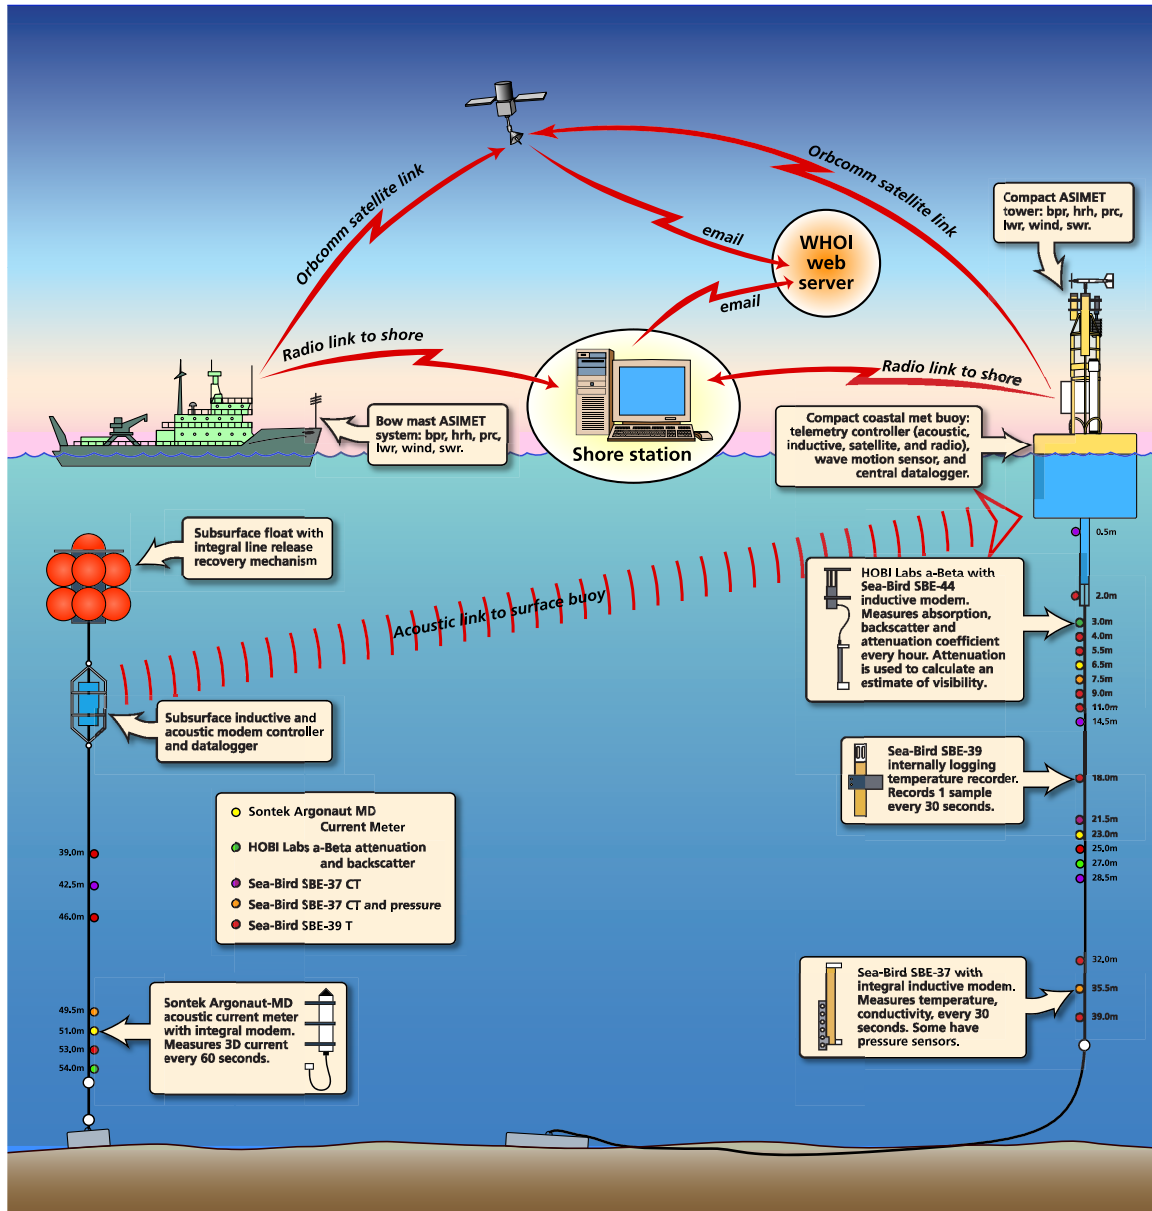 Orbcomm satellite link
Orbcomm satellite link
email
WHOI
web
server
email
Compact ASIMET
tower: bpr, hrh, prc,
lwr, wind, swr.
Radio link to shore
Radio link to shore
Shore station
Bow mast ASIMET
system: bpr, hrh, prc,
lwr, wind, swr.
Compact coastal met buoy:
telemetry controller (acoustic,
inductive, satellite, and radio),
wave motion sensor, and
central datalogger.
Subsurface float with
integral line release
recovery mechanism
Acoustic link to surface buoy
Subsurface inductive and
acoustic modem controller
and datalogger
HOBI Labs a-Beta with
Sea-Bird SBE-44
inductive modem.
Measures absorption,
backscatter and
attenuation coefficient
every hour. Attenuation
is used to calculate an
estimate of visibility.
0.5m
2.0m
3.0m
4.0m
5.5m
6.5m
7.5m
9.0m
11.0m
14.5m
Sea-Bird SBE-39
internally logging
temperature recorder.
Records 1 sample
every 30 seconds.
18.0m
21.5m
23.0m
25.0m
27.0m
28.5m
Sontek Argonaut MD
Current Meter
HOBI Labs a-Beta attenuation
and backscatter
Sea-Bird SBE-37 CT
Sea-Bird SBE-37 CT and pressure
Sea-Bird SBE-39 T
39.0m
42.5m
46.0m
49.5m
51.0m
53.0m
54.0m
Sontek Argonaut-MD
acoustic current meter
with integral modem.
Measures 3D current
every 60 seconds.
Sea-Bird SBE-37 with
integral inductive modem.
Measures temperature,
conductivity, every 30
seconds. Some have
pressure sensors.
32.0m
35.5m
39.0m